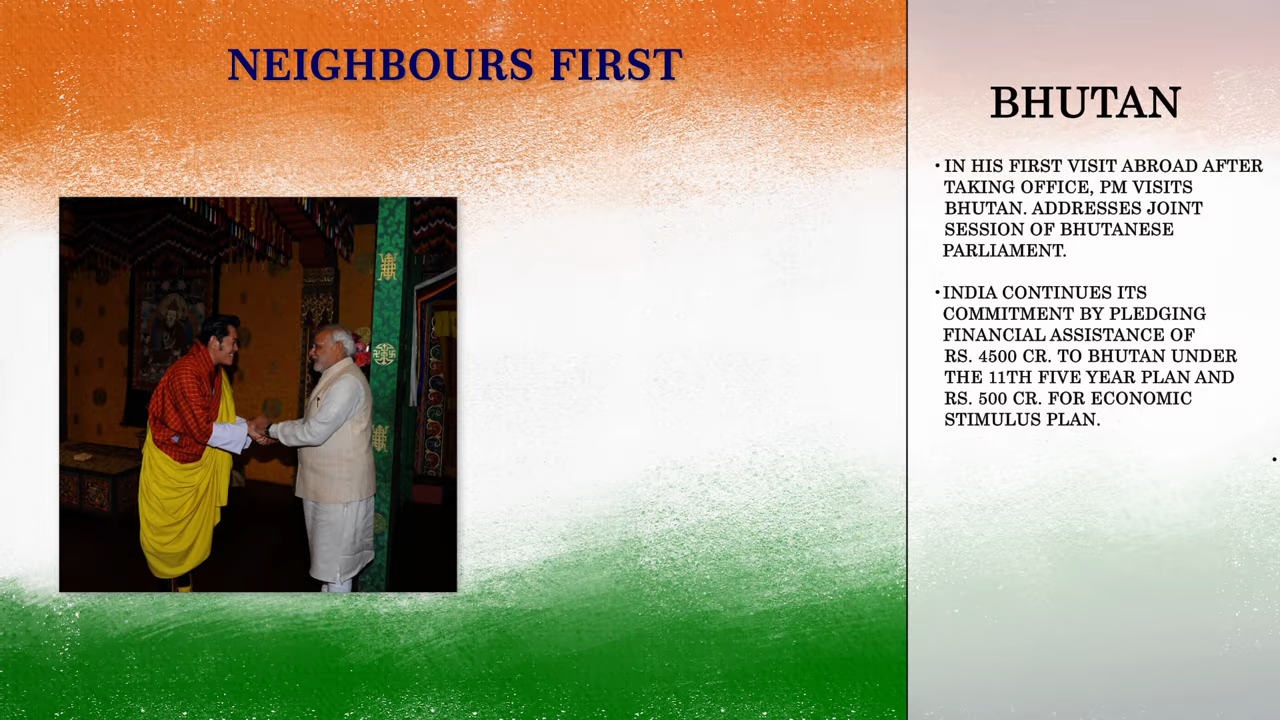 NEIGHBOURS FIRST
BHUTAN
• IN HIS FIRST VISIT ABROAD AFTER
TAKING OFFICE, PM VISITS
BHUTAN. ADDRESSES JOINT
SESSION OF BHUTANESE
PARLIAMENT.
• INDIA CONTINUES ITS
COMMITMENT BY PLEDGING
FINANCIAL ASSISTANCE OF
RS. 4500 CR. TO BHUTAN UNDER
THE 11TH FIVE YEAR PLAN AND
RS. 500 CR. FOR ECONOMIC
STIMULUS PLAN.
•